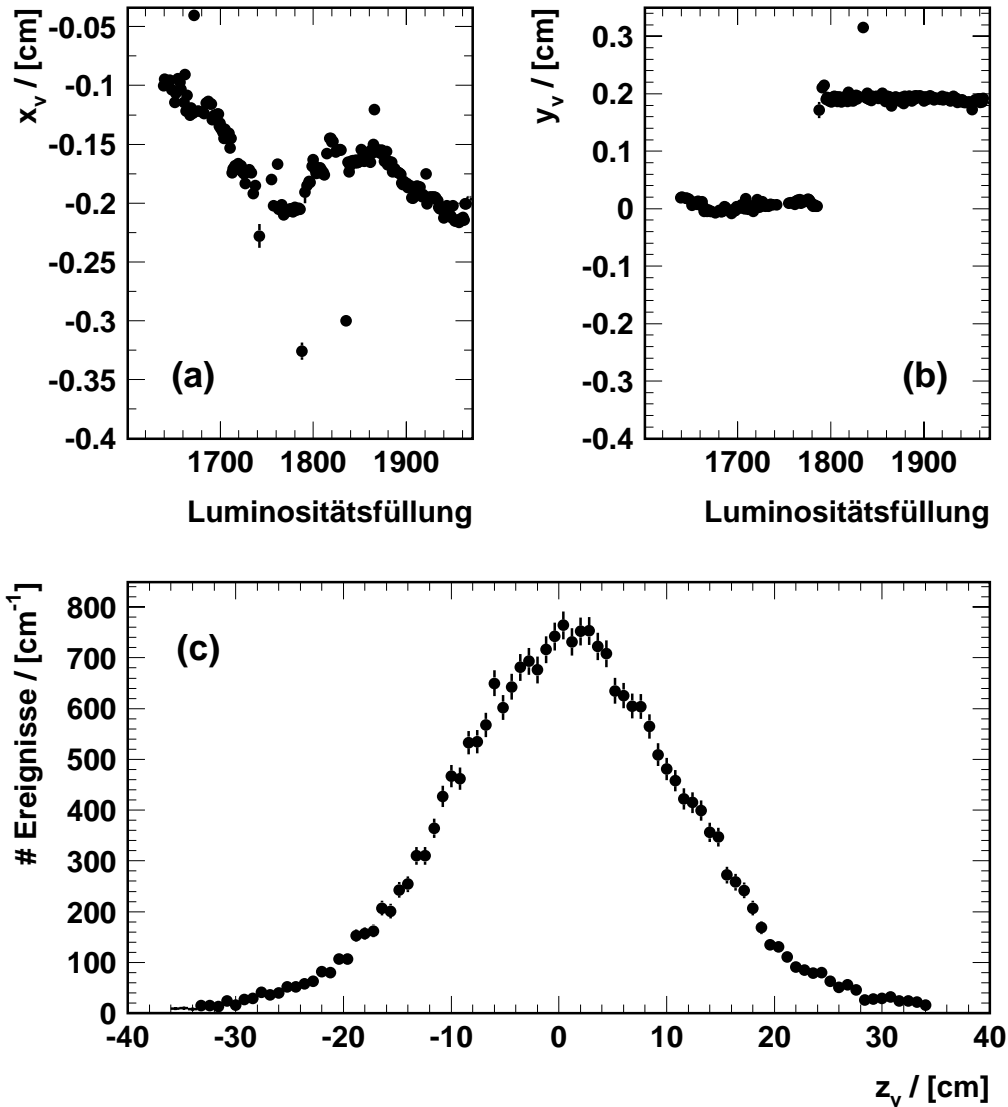 x_v / [cm]
-0.05
-0.1
-0.15
-0.2
-0.25
-0.3
-0.35
-0.4
(a)
1700 1800 1900
Luminositätsfüllung
y_v / [cm]
0.3
0.2
0.1
0
-0.1
-0.2
-0.3
-0.4
(b)
1700 1800 1900
Luminositätsfüllung
# Ereignisse / [cm⁻¹]
800
700
600
500
400
300
200
100
0
(c)
-40 -30 -20 -10 0 10 20 30 40
z_v / [cm]